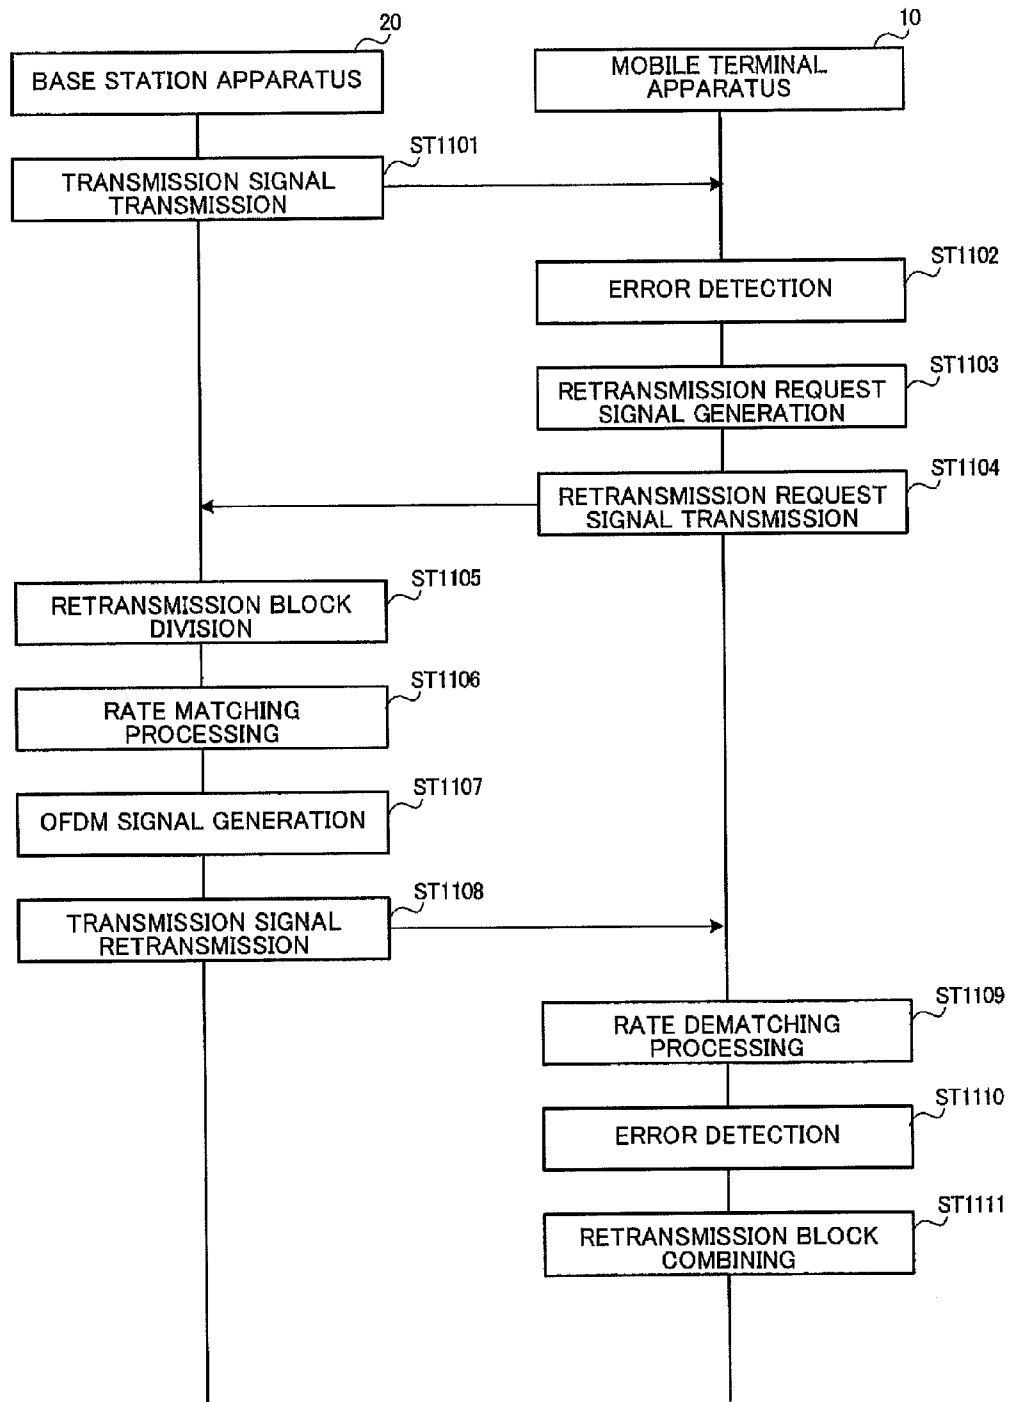 20
BASE STATION APPARATUS
10
MOBILE TERMINAL
APPARATUS
ST1101
TRANSMISSION SIGNAL
TRANSMISSION
ST1102
ERROR DETECTION
ST1103
RETRANSMISSION REQUEST
SIGNAL GENERATION
ST1104
RETRANSMISSION REQUEST
SIGNAL TRANSMISSION
ST1105
RETRANSMISSION BLOCK
DIVISION
ST1106
RATE MATCHING
PROCESSING
ST1107
OFDM SIGNAL GENERATION
ST1108
TRANSMISSION SIGNAL
RETRANSMISSION
ST1109
RATE DEMATCHING
PROCESSING
ST1110
ERROR DETECTION
ST1111
RETRANSMISSION BLOCK
COMBINING